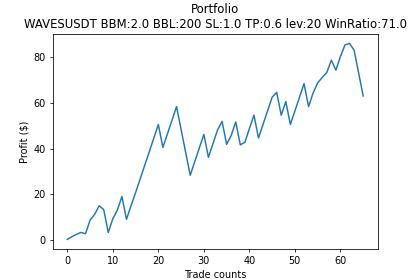 Portfolio
WAVESUSDT BBM:2.0 BBL:200 SL:1.0 TP:0.6 lev:20 WinRatio:71.0
80
60
40
20
0
Profit ($)
0 10 20 30 40 50 60
Trade counts